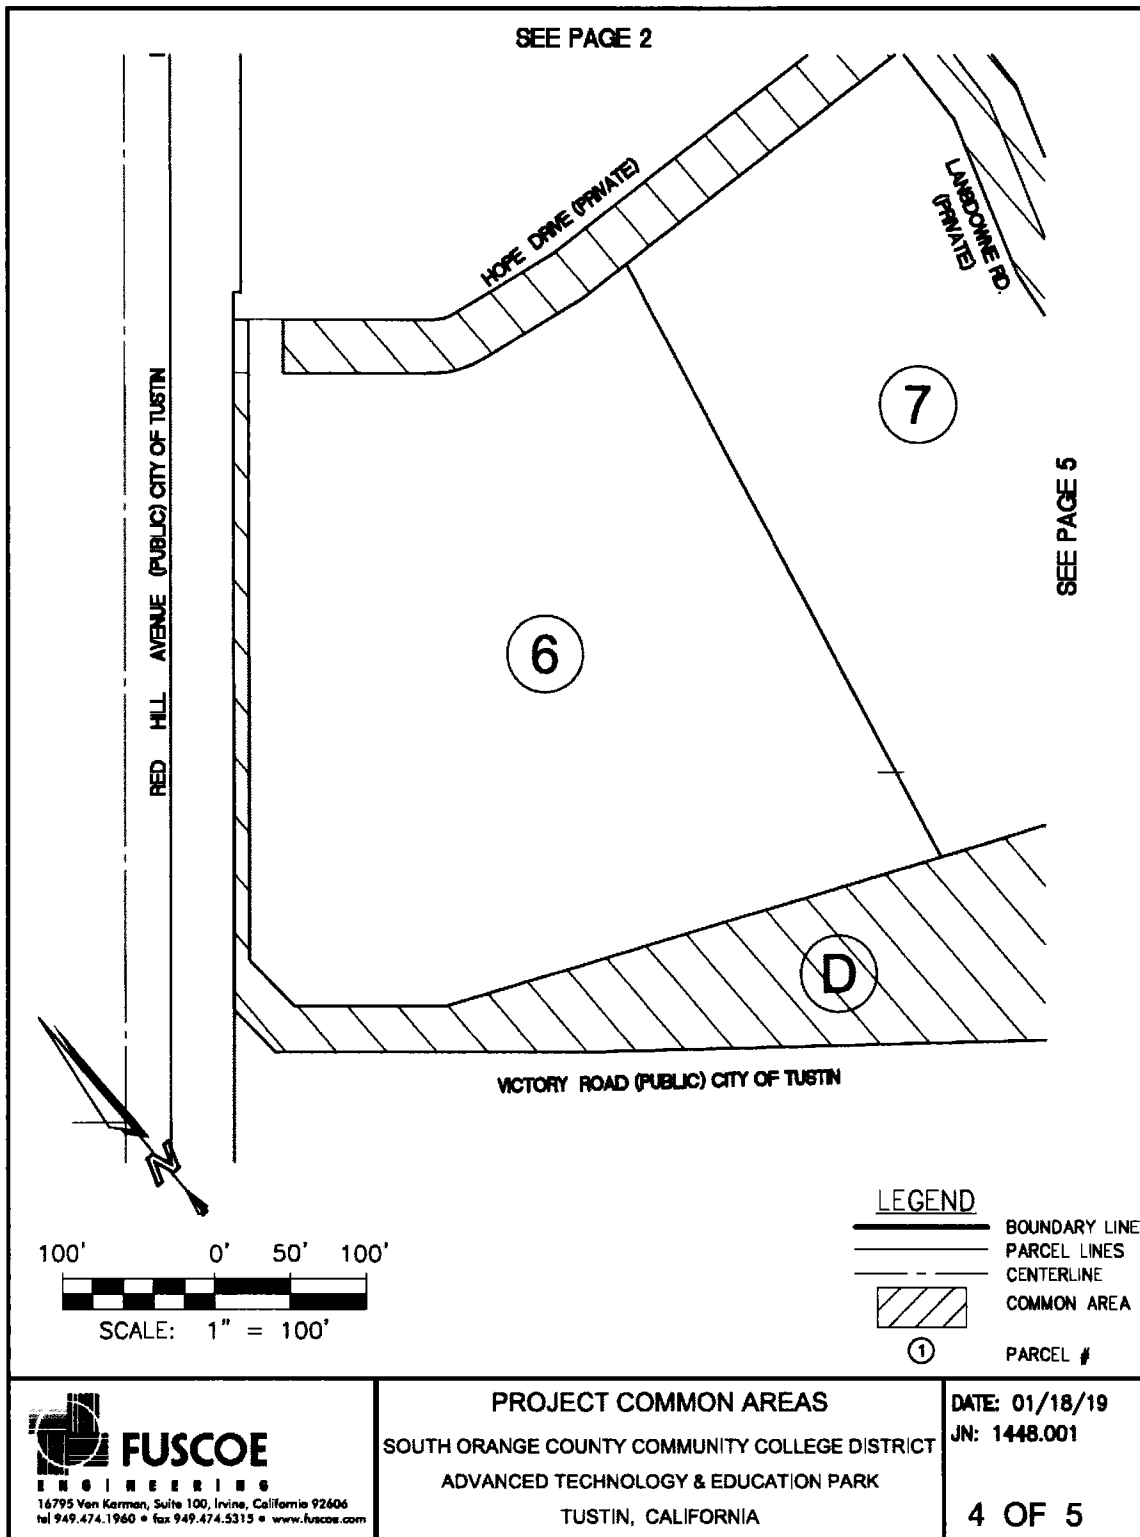 SEE PAGE 2
HOPE DRIVE (PRIVATE)
LANSDOWNE RD.
(PRIVATE)
RED HILL AVENUE (PUBLIC) CITY OF TUSTIN
7
SEE PAGE 5
6
D
VICTORY ROAD (PUBLIC) CITY OF TUSTIN
N
100' 0' 50' 100'
SCALE: 1" = 100'
LEGEND
BOUNDARY LINE
PARCEL LINES
CENTERLINE
COMMON AREA
1 PARCEL #
FUSCOE
ENGINEERING
16795 Von Karman, Suite 100, Irvine, California 92606
tel 949.474.1960 • fax 949.474.5315 • www.fuscoe.com
PROJECT COMMON AREAS
SOUTH ORANGE COUNTY COMMUNITY COLLEGE DISTRICT
ADVANCED TECHNOLOGY & EDUCATION PARK
TUSTIN, CALIFORNIA
DATE: 01/18/19
JN: 1448.001
4 OF 5